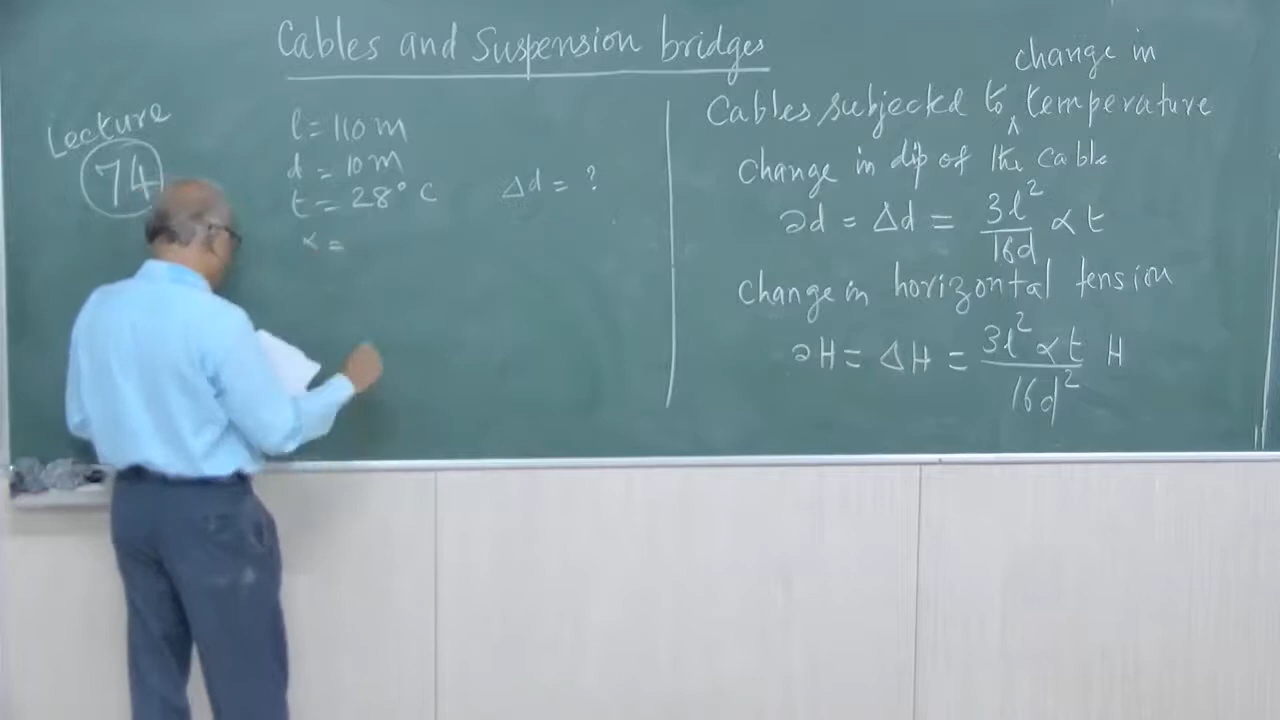 Cables and Suspension bridges
Lecture
74
l = 110 m
d = 10 m
t = 28° C
Δd = ?
α =
change in
Cables subjected to ∧ temperature
Change in dip of the cable
∂d = Δd = 3l²/16d α t
Change in horizontal tension
∂H = ΔH = 3l² α t/16d² H